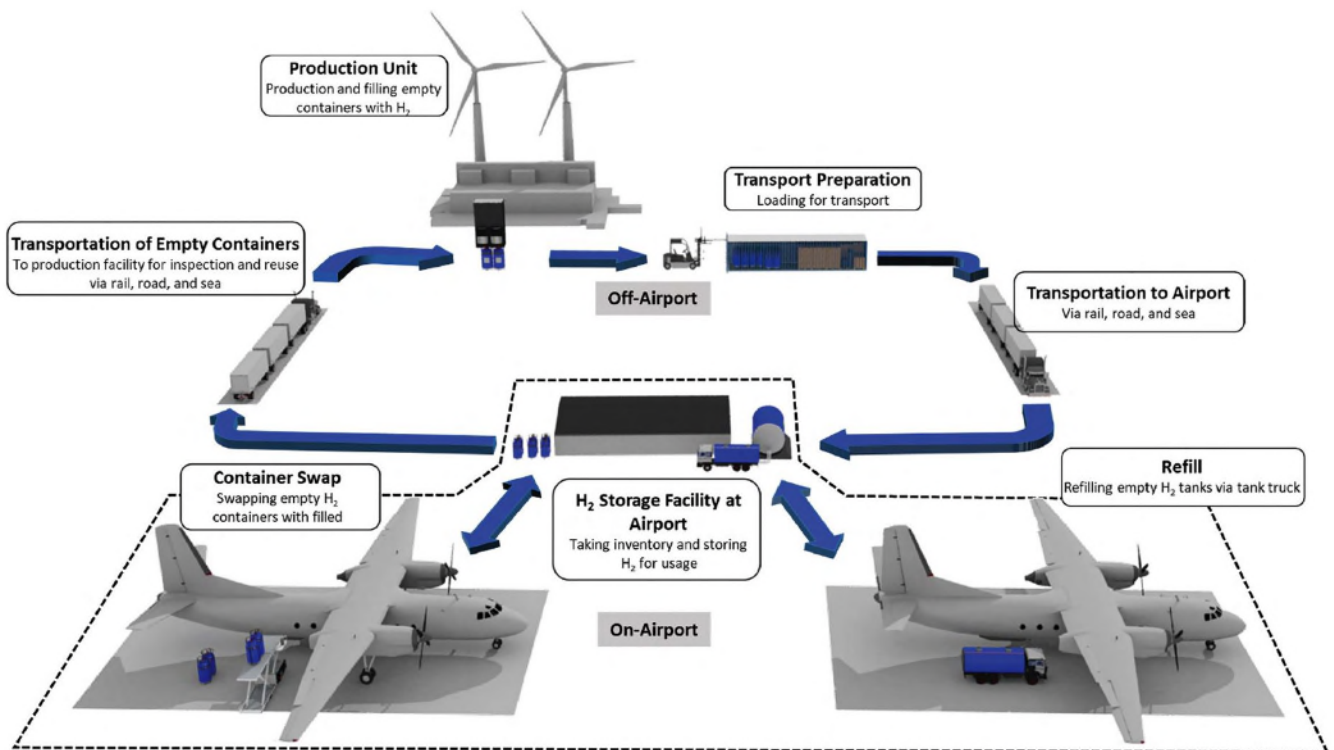 Production Unit
Production and filling empty
containers with H₂
Transport Preparation
Loading for transport
Transportation of Empty Containers
To production facility for inspection and reuse
via rail, road, and sea
Off-Airport
Transportation to Airport
Via rail, road, and sea
Container Swap
Swapping empty H₂
containers with filled
H₂ Storage Facility at
Airport
Taking inventory and storing
H₂ for usage
Refill
Refilling empty H₂ tanks via tank truck
On-Airport